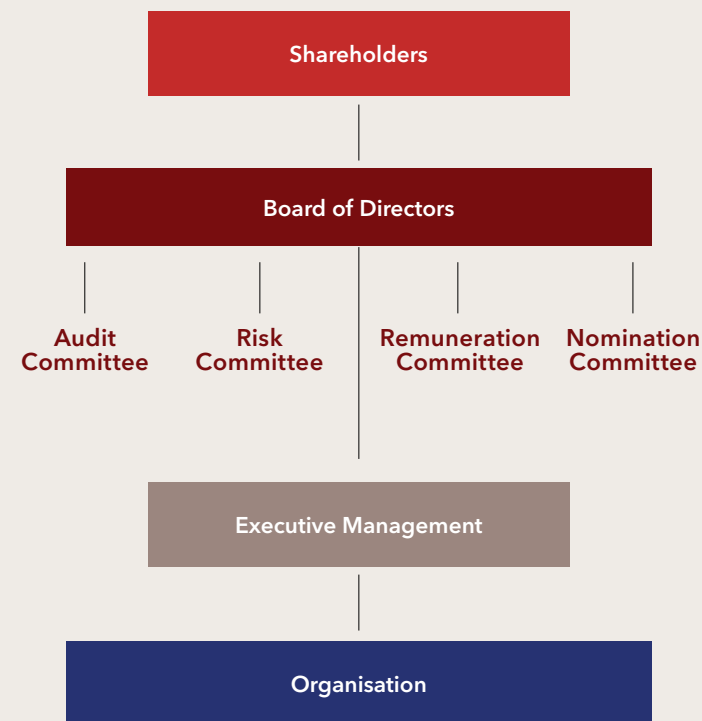 Shareholders
Board of Directors
Audit
Committee
Risk
Committee
Remuneration
Committee
Nomination
Committee
Executive Management
Organisation